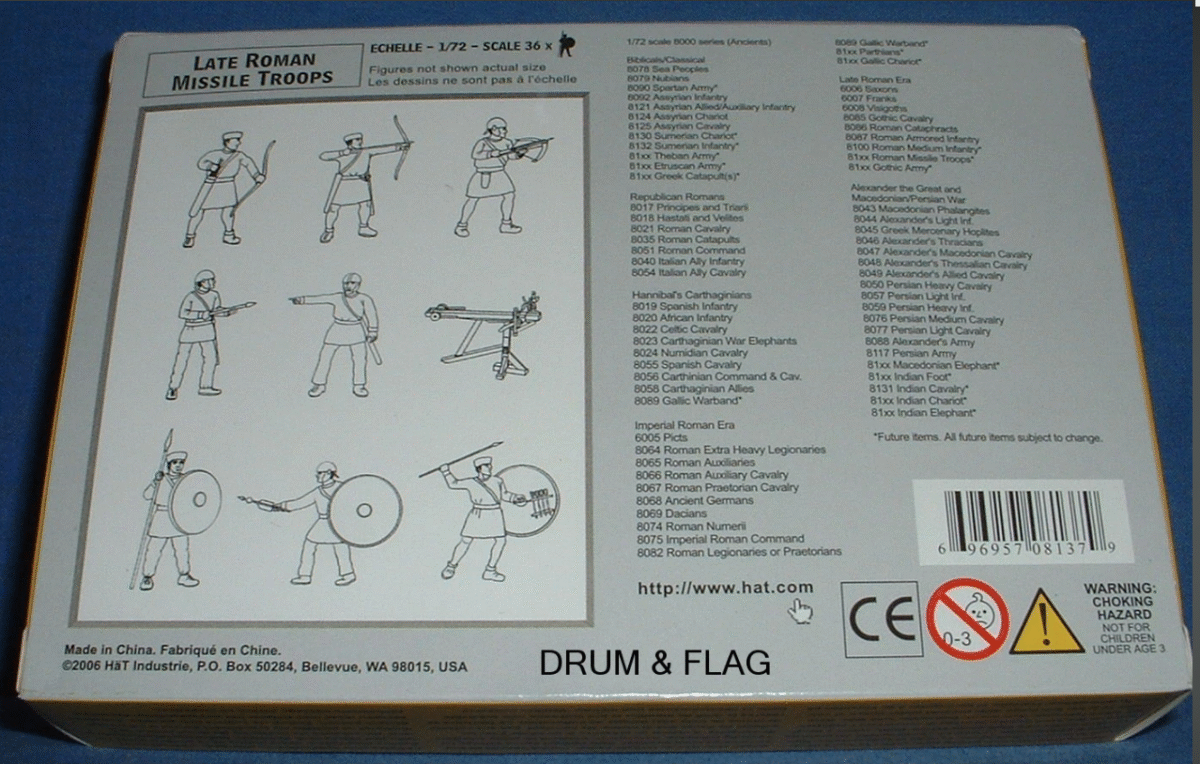 LATE ROMAN
MISSILE TROOPS
ECHELLE - 1/72 - SCALE 36 x
Figures not shown actual size
Les dessins ne sont pas à l'échelle
1/72 scale 8000 series (Ancients)
Biblicals/Classical
8078 Sea Peoples
8079 Nubians
8090 Spartan Army*
8092 Assyrian Infantry
8121 Assyrian Allied/Auxiliary Infantry
8124 Assyrian Chariot
8125 Assyrian Cavalry
8130 Sumerian Chariot*
8132 Sumerian Infantry*
81xx Theban Army*
81xx Etruscan Army*
81xx Greek Catapult(s)*
Republican Romans
8017 Principes and Triarii
8018 Hastati and Velites
8021 Roman Cavalry
8035 Roman Catapults
8051 Roman Command
8040 Italian Ally Infantry
8054 Italian Ally Cavalry
Hannibal's Carthaginians
8019 Spanish Infantry
8020 African Infantry
8022 Celtic Cavalry
8023 Carthaginian War Elephants
8024 Numidian Cavalry
8055 Spanish Cavalry
8056 Carthinian Command & Cav.
8058 Carthaginian Allies
8089 Gallic Warband*
Imperial Roman Era
6005 Picts
8064 Roman Extra Heavy Legionaries
8065 Roman Auxiliaries
8066 Roman Auxiliary Cavalry
8067 Roman Praetorian Cavalry
8068 Ancient Germans
8069 Dacians
8074 Roman Numerii
8075 Imperial Roman Command
8082 Roman Legionaries or Praetorians
8089 Gallic Warband*
81xx Parthians*
81xx Gallic Chariot*
Late Roman Era
6006 Saxons
6007 Franks
6008 Visigoths
8085 Gothic Cavalry
8086 Roman Cataphracts
8087 Roman Armored Infantry
8100 Roman Medium Infantry*
81xx Roman Missile Troops*
81xx Gothic Army*
Alexander the Great and
Macedonian/Persian War
8043 Macedonian Phalangites
8044 Alexander's Light Inf.
8045 Greek Mercenary Hoplites
8046 Alexander's Thracians
8047 Alexander's Macedonian Cavalry
8048 Alexander's Thessalian Cavalry
8049 Alexander's Allied Cavalry
8050 Persian Heavy Cavalry
8057 Persian Light Inf.
8059 Persian Heavy Inf.
8076 Persian Medium Cavalry
8077 Persian Light Cavalry
8088 Alexander's Army
8117 Persian Army
81xx Macedonian Elephant*
81xx Indian Foot*
8131 Indian Cavalry*
81xx Indian Chariot*
81xx Indian Elephant*
*Future items. All future items subject to change.
6 96957 08137 9
http://www.hat.com
CE
0-3
WARNING:
CHOKING
HAZARD
NOT FOR
CHILDREN
UNDER AGE 3
Made in China. Fabriqué en Chine.
©2006 HäT Industrie, P.O. Box 50284, Bellevue, WA 98015, USA
DRUM & FLAG